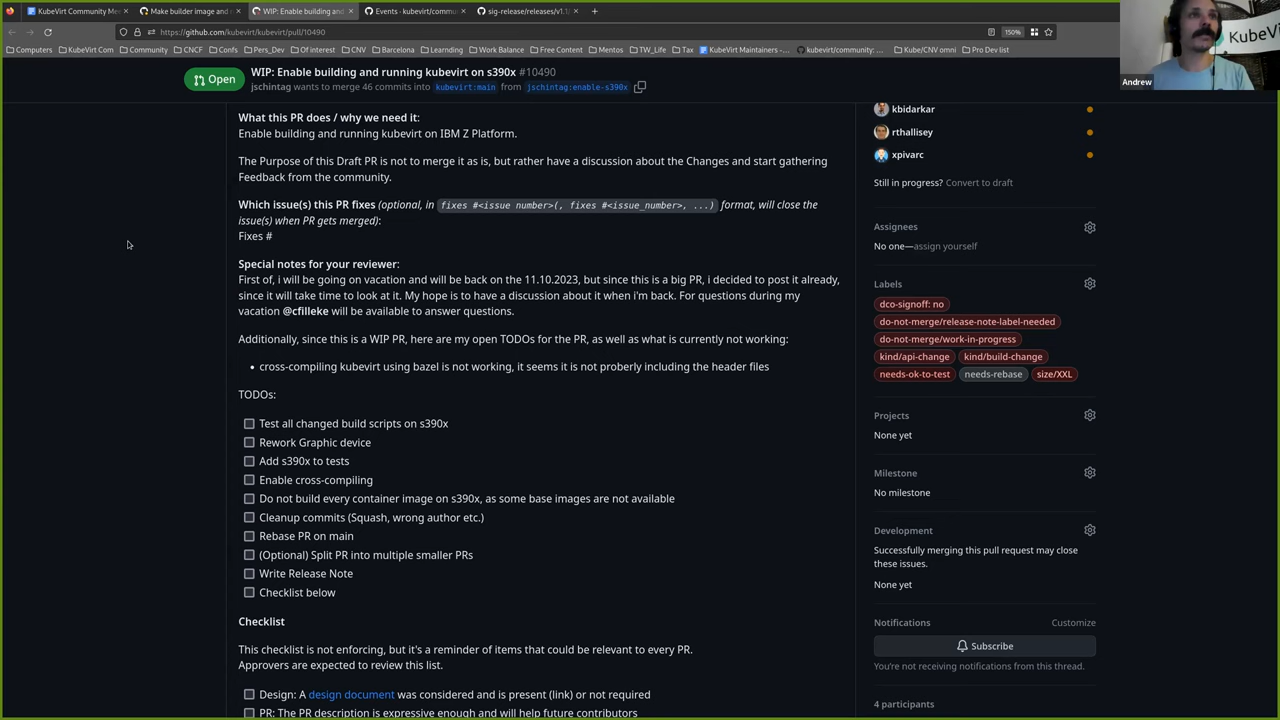 KubeVirt Community Mee
Make builder image and r
WIP: Enable building and
Events · kubevirt/commu
sig-release/releases/v1.1/
https://github.com/kubevirt/kubevirt/pull/10490
150%
Computers
KubeVirt Com
Community
CNCF
Confs
Pers_Dev
Of interest
CNV
Barcelona
Learnding
Work Balance
Free Content
Mentos
TW_Life
Tax
KubeVirt Maintainers -...
kubevirt/community: ...
Kube/CNV omni
Pro Dev list
KubeV
Andrew
Open
WIP: Enable building and running kubevirt on s390x #10490
jschintag wants to merge 46 commits into kubevirt:main from jschintag:enable-s390x
What this PR does / why we need it:
Enable building and running kubevirt on IBM Z Platform.
The Purpose of this Draft PR is not to merge it as is, but rather have a discussion about the Changes and start gathering
Feedback from the community.
Which issue(s) this PR fixes (optional, in fixes #<issue number>(, fixes #<issue_number>, ...) format, will close the
issue(s) when PR gets merged):
Fixes #
Special notes for your reviewer:
First of, i will be going on vacation and will be back on the 11.10.2023, but since this is a big PR, i decided to post it already,
since it will take time to look at it. My hope is to have a discussion about it when i'm back. For questions during my
vacation @cfilleke will be available to answer questions.
Additionally, since this is a WIP PR, here are my open TODOs for the PR, as well as what is currently not working:
• cross-compiling kubevirt using bazel is not working, it seems it is not proberly including the header files
TODOs:
Test all changed build scripts on s390x
Rework Graphic device
Add s390x to tests
Enable cross-compiling
Do not build every container image on s390x, as some base images are not available
Cleanup commits (Squash, wrong author etc.)
Rebase PR on main
(Optional) Split PR into multiple smaller PRs
Write Release Note
Checklist below
Checklist
This checklist is not enforcing, but it's a reminder of items that could be relevant to every PR.
Approvers are expected to review this list.
Design: A design document was considered and is present (link) or not required
PR: The PR description is expressive enough and will help future contributors
kbidarkar
rthallisey
xpivarc
Still in progress? Convert to draft
Assignees
No one—assign yourself
Labels
dco-signoff: no
do-not-merge/release-note-label-needed
do-not-merge/work-in-progress
kind/api-change kind/build-change
needs-ok-to-test needs-rebase size/XXL
Projects
None yet
Milestone
No milestone
Development
Successfully merging this pull request may close
these issues.
None yet
Notifications
Customize
Subscribe
You're not receiving notifications from this thread.
4 participants